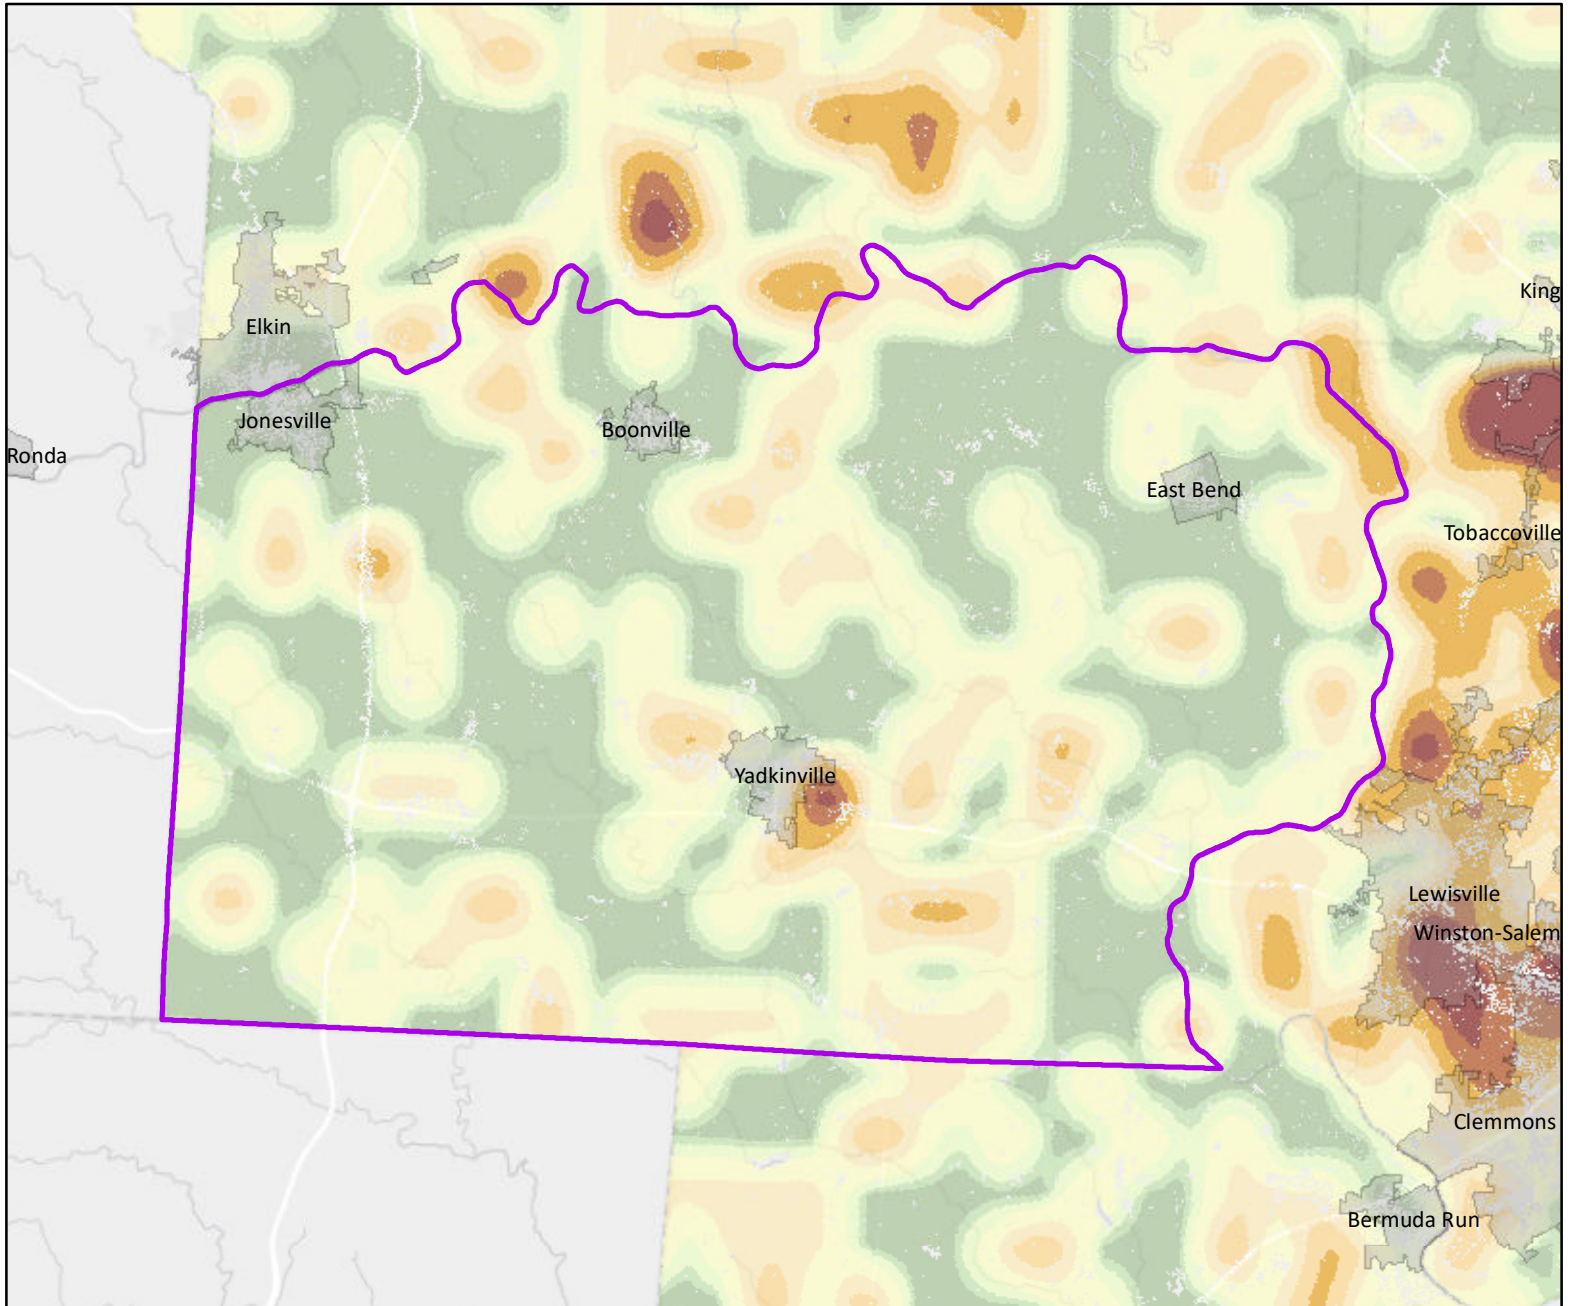 King
Elkin
Jonesville
Boonville
Ronda
East Bend
Tobaccoville
Yadkinville
Lewisville
Winston-Salem
Clemmons
Bermuda Run